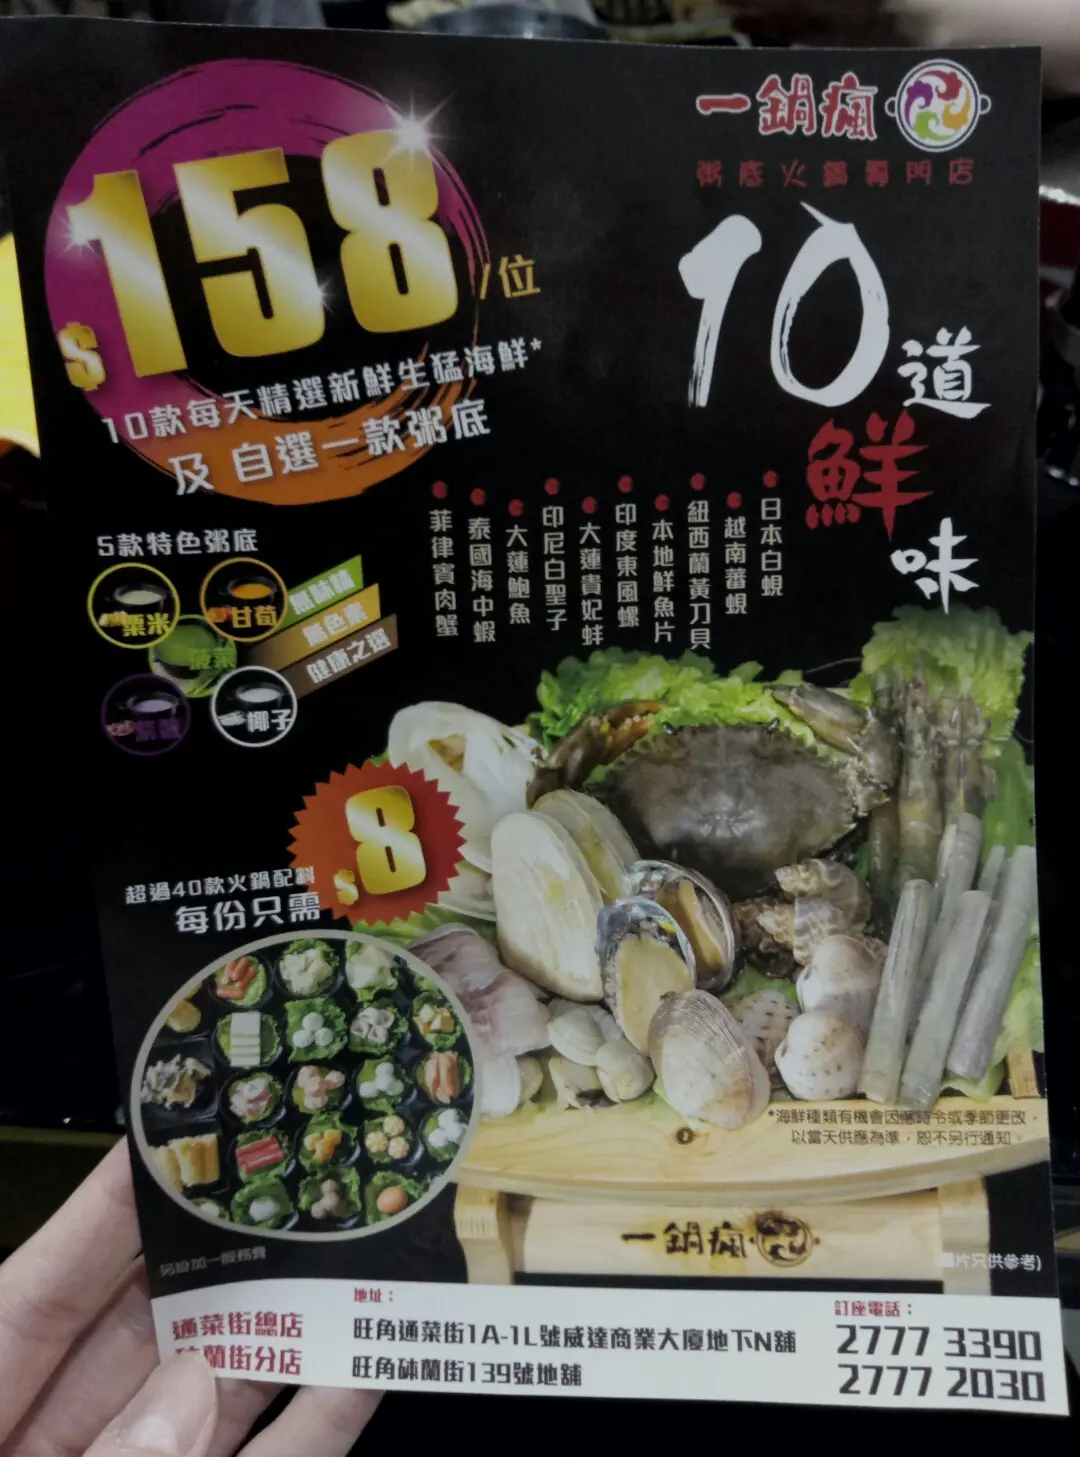 一鍋瘋
粥底火鍋專門店
$158/位
10款每天精選新鮮生猛海鮮*
及 自選一款粥底
10道
鮮
味
日本白蜆
越南蕃蜆
紐西蘭黃刀貝
本地鮮魚片
印度東風螺
大蓮貴妃蚌
印尼白聖子
大蓮鮑魚
泰國海中蝦
菲律賓肉蟹
5款特色粥底
粟米
甘荀
菠菜
紫薯
椰子
無味精
無色素
健康之選
$8
超過40款火鍋配料
每份只需
*海鮮種類有機會因應時令或季節更改，
以當天供應為準，恕不另行通知。
一鍋瘋
另設加一服務費
片只供參考)
地址：
訂座電話：
通菜街總店
旺角通菜街1A-1L號威達商業大廈地下N舖
2777 3390
蘭街分店
旺角砵蘭街139號地舖
2777 2030